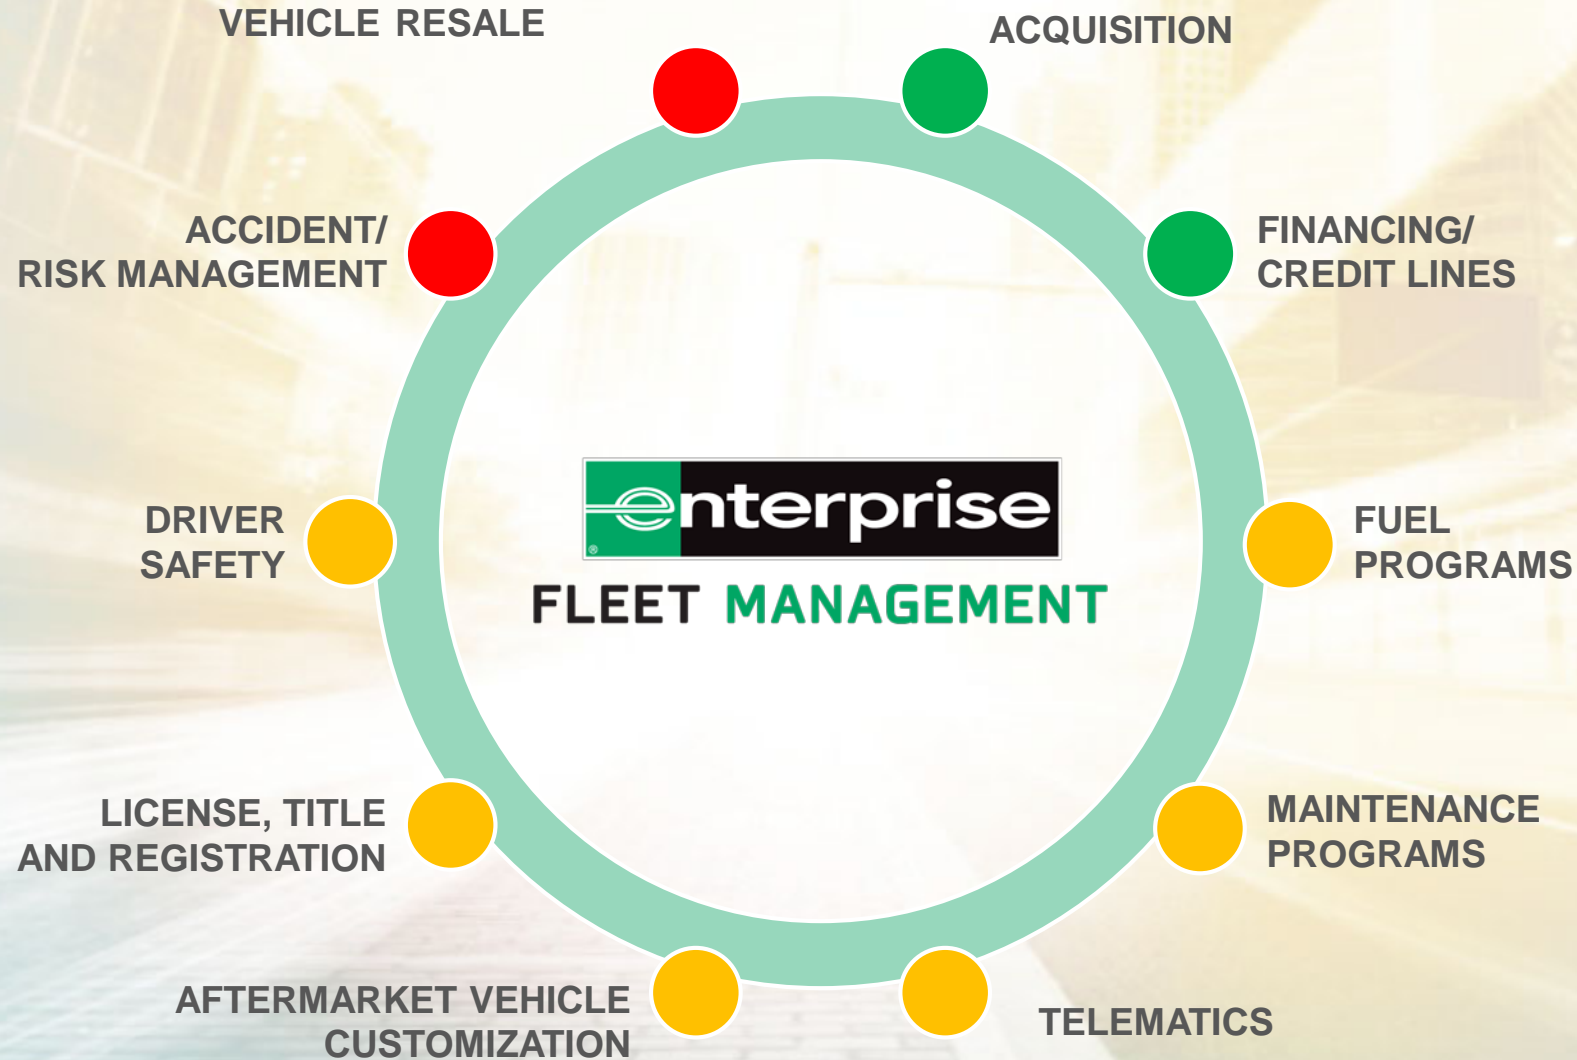 VEHICLE RESALE
ACQUISITION
ACCIDENT/
RISK MANAGEMENT
FINANCING/
CREDIT LINES
enterprise
®
FLEET MANAGEMENT
DRIVER
SAFETY
FUEL
PROGRAMS
LICENSE, TITLE
AND REGISTRATION
MAINTENANCE
PROGRAMS
AFTERMARKET VEHICLE
CUSTOMIZATION
TELEMATICS